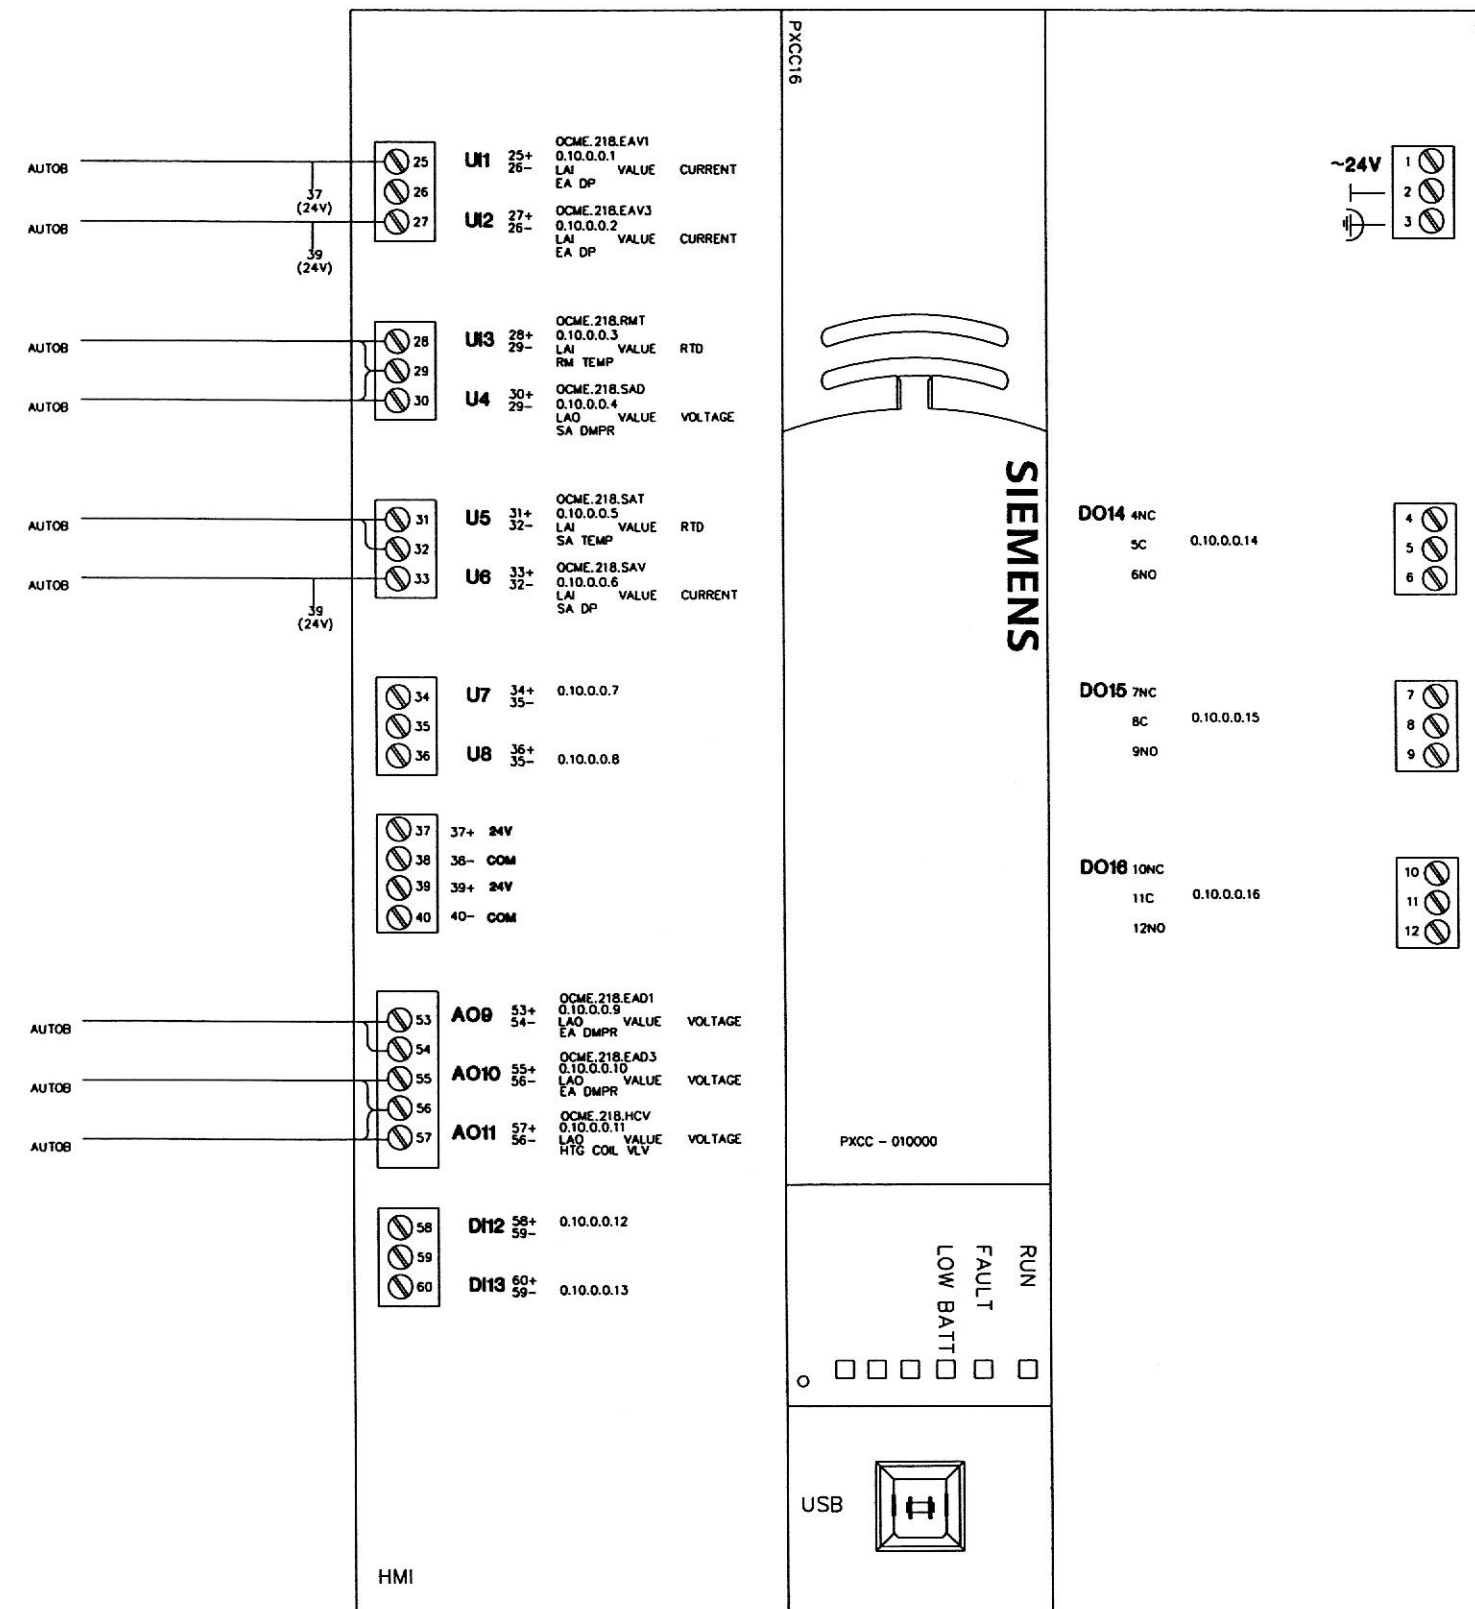 PXCC16
AUTOB
37
(24V)
AUTOB
39
(24V)
25
26
27
UI1 25+ 26-
OCME.218.EAV1
0.10.0.0.1
LAI VALUE CURRENT
EA DP
UI2 27+ 26-
OCME.218.EAV3
0.10.0.0.2
LAI VALUE CURRENT
EA DP
AUTOB
AUTOB
28
29
30
UI3 28+ 29-
OCME.218.RMT
0.10.0.0.3
LAI VALUE RTD
RM TEMP
U4 30+ 29-
OCME.218.SAD
0.10.0.0.4
LAO VALUE VOLTAGE
SA DMPR
AUTOB
AUTOB
39
(24V)
31
32
33
U5 31+ 32-
OCME.218.SAT
0.10.0.0.5
LAI VALUE RTD
SA TEMP
U6 33+ 32-
OCME.218.SAV
0.10.0.0.6
LAI VALUE CURRENT
SA DP
34
35
36
U7 34+ 35- 0.10.0.0.7
U8 36+ 35- 0.10.0.0.8
37 37+ 24V
38 38- COM
39 39+ 24V
40 40- COM
AUTOB
AUTOB
AUTOB
53
54
55
56
57
AO9 53+ 54-
OCME.218.EAD1
0.10.0.0.9
LAO VALUE VOLTAGE
EA DMPR
AO10 55+ 56-
OCME.218.EAD3
0.10.0.0.10
LAO VALUE VOLTAGE
EA DMPR
AO11 57+ 56-
OCME.218.HCV
0.10.0.0.11
LAO VALUE VOLTAGE
HTG COIL VLV
58
59
60
DI12 58+ 59- 0.10.0.0.12
DI13 60+ 59- 0.10.0.0.13
HMI
SIEMENS
PXCC - 010000
LOW BATT
FAULT
RUN
USB
~24V 1
2
3
DO14 4NC
5C 0.10.0.0.14
6NO
4
5
6
DO15 7NC
8C 0.10.0.0.15
9NO
7
8
9
DO16 10NC
11C 0.10.0.0.16
12NO
10
11
12